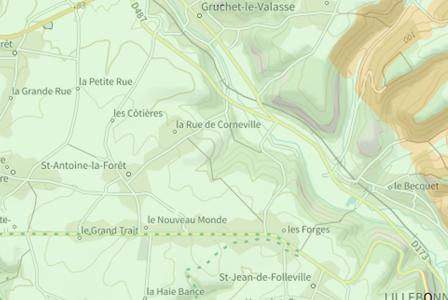 Gruchet-le-Valasse
D487
la Petite Rue
la Grande Rue
les Côtières
la Rue de Corneville
St-Antoine-la-Forêt
le Becquet
le Nouveau Monde
le Grand Trait
les Forges
D173
St-Jean-de-Folleville
la Haie Bance